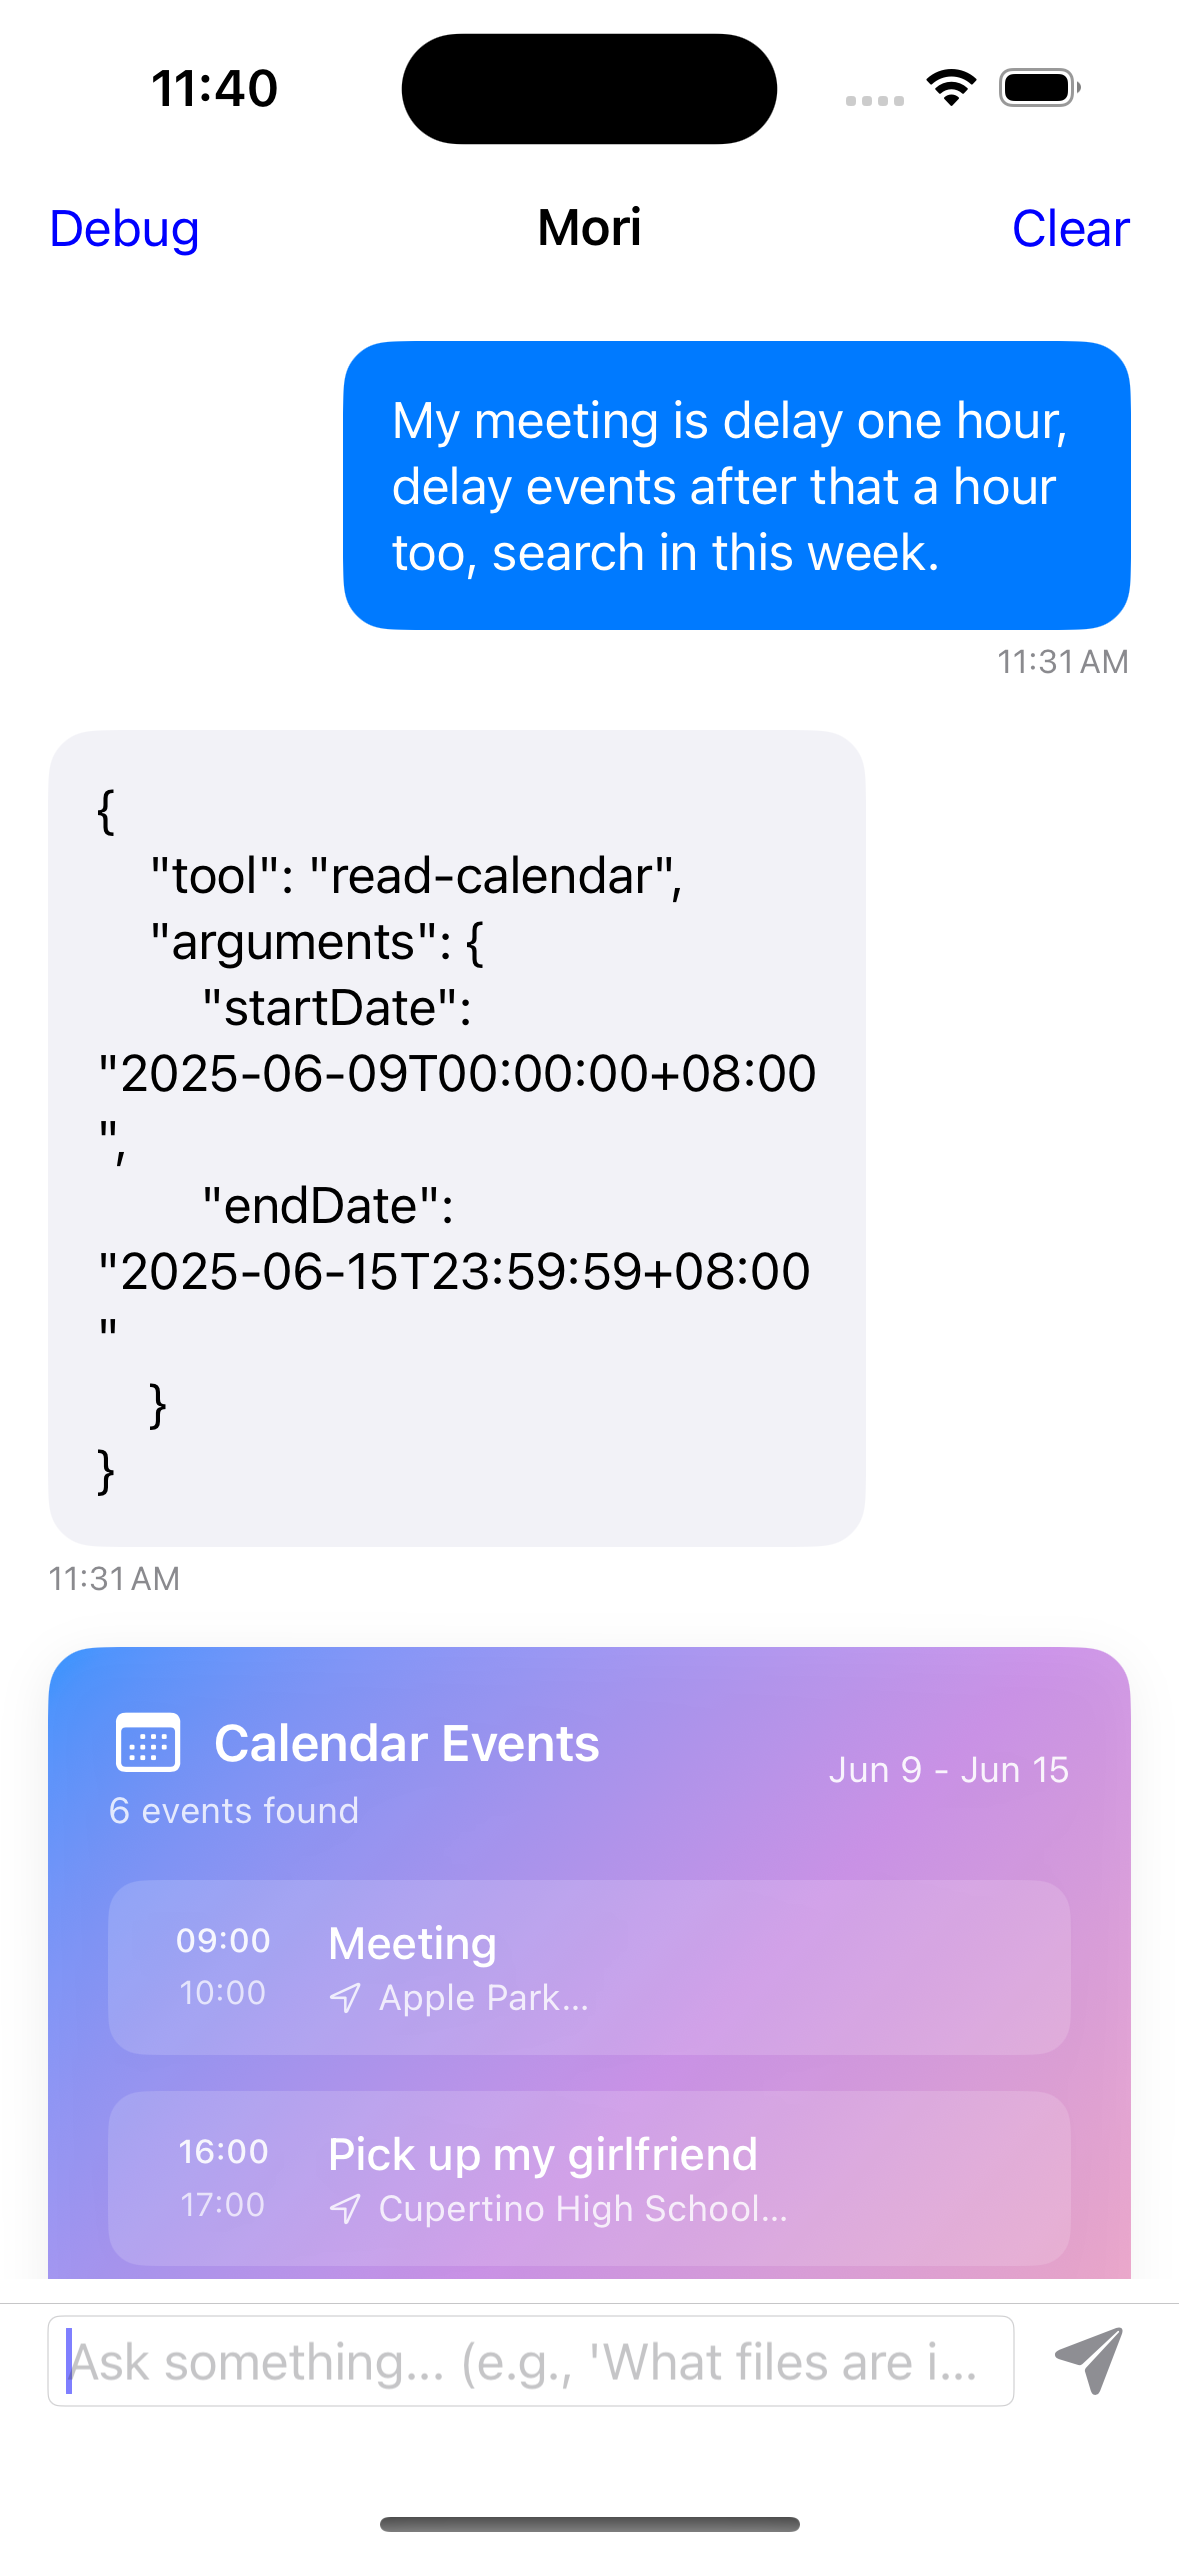 11:40
Debug
Mori
Clear
My meeting is delay one hour,
delay events after that a hour
too, search in this week.
11:31 AM
{
"tool": "read-calendar",
"arguments": {
"startDate":
"2025-06-09T00:00:00+08:00
",
"endDate":
"2025-06-15T23:59:59+08:00
"
}
}
11:31 AM
Calendar Events
Jun 9 - Jun 15
6 events found
09:00
Meeting
10:00
Apple Park...
16:00
Pick up my girlfriend
17:00
Cupertino High School...
Ask something... (e.g., 'What files are i...